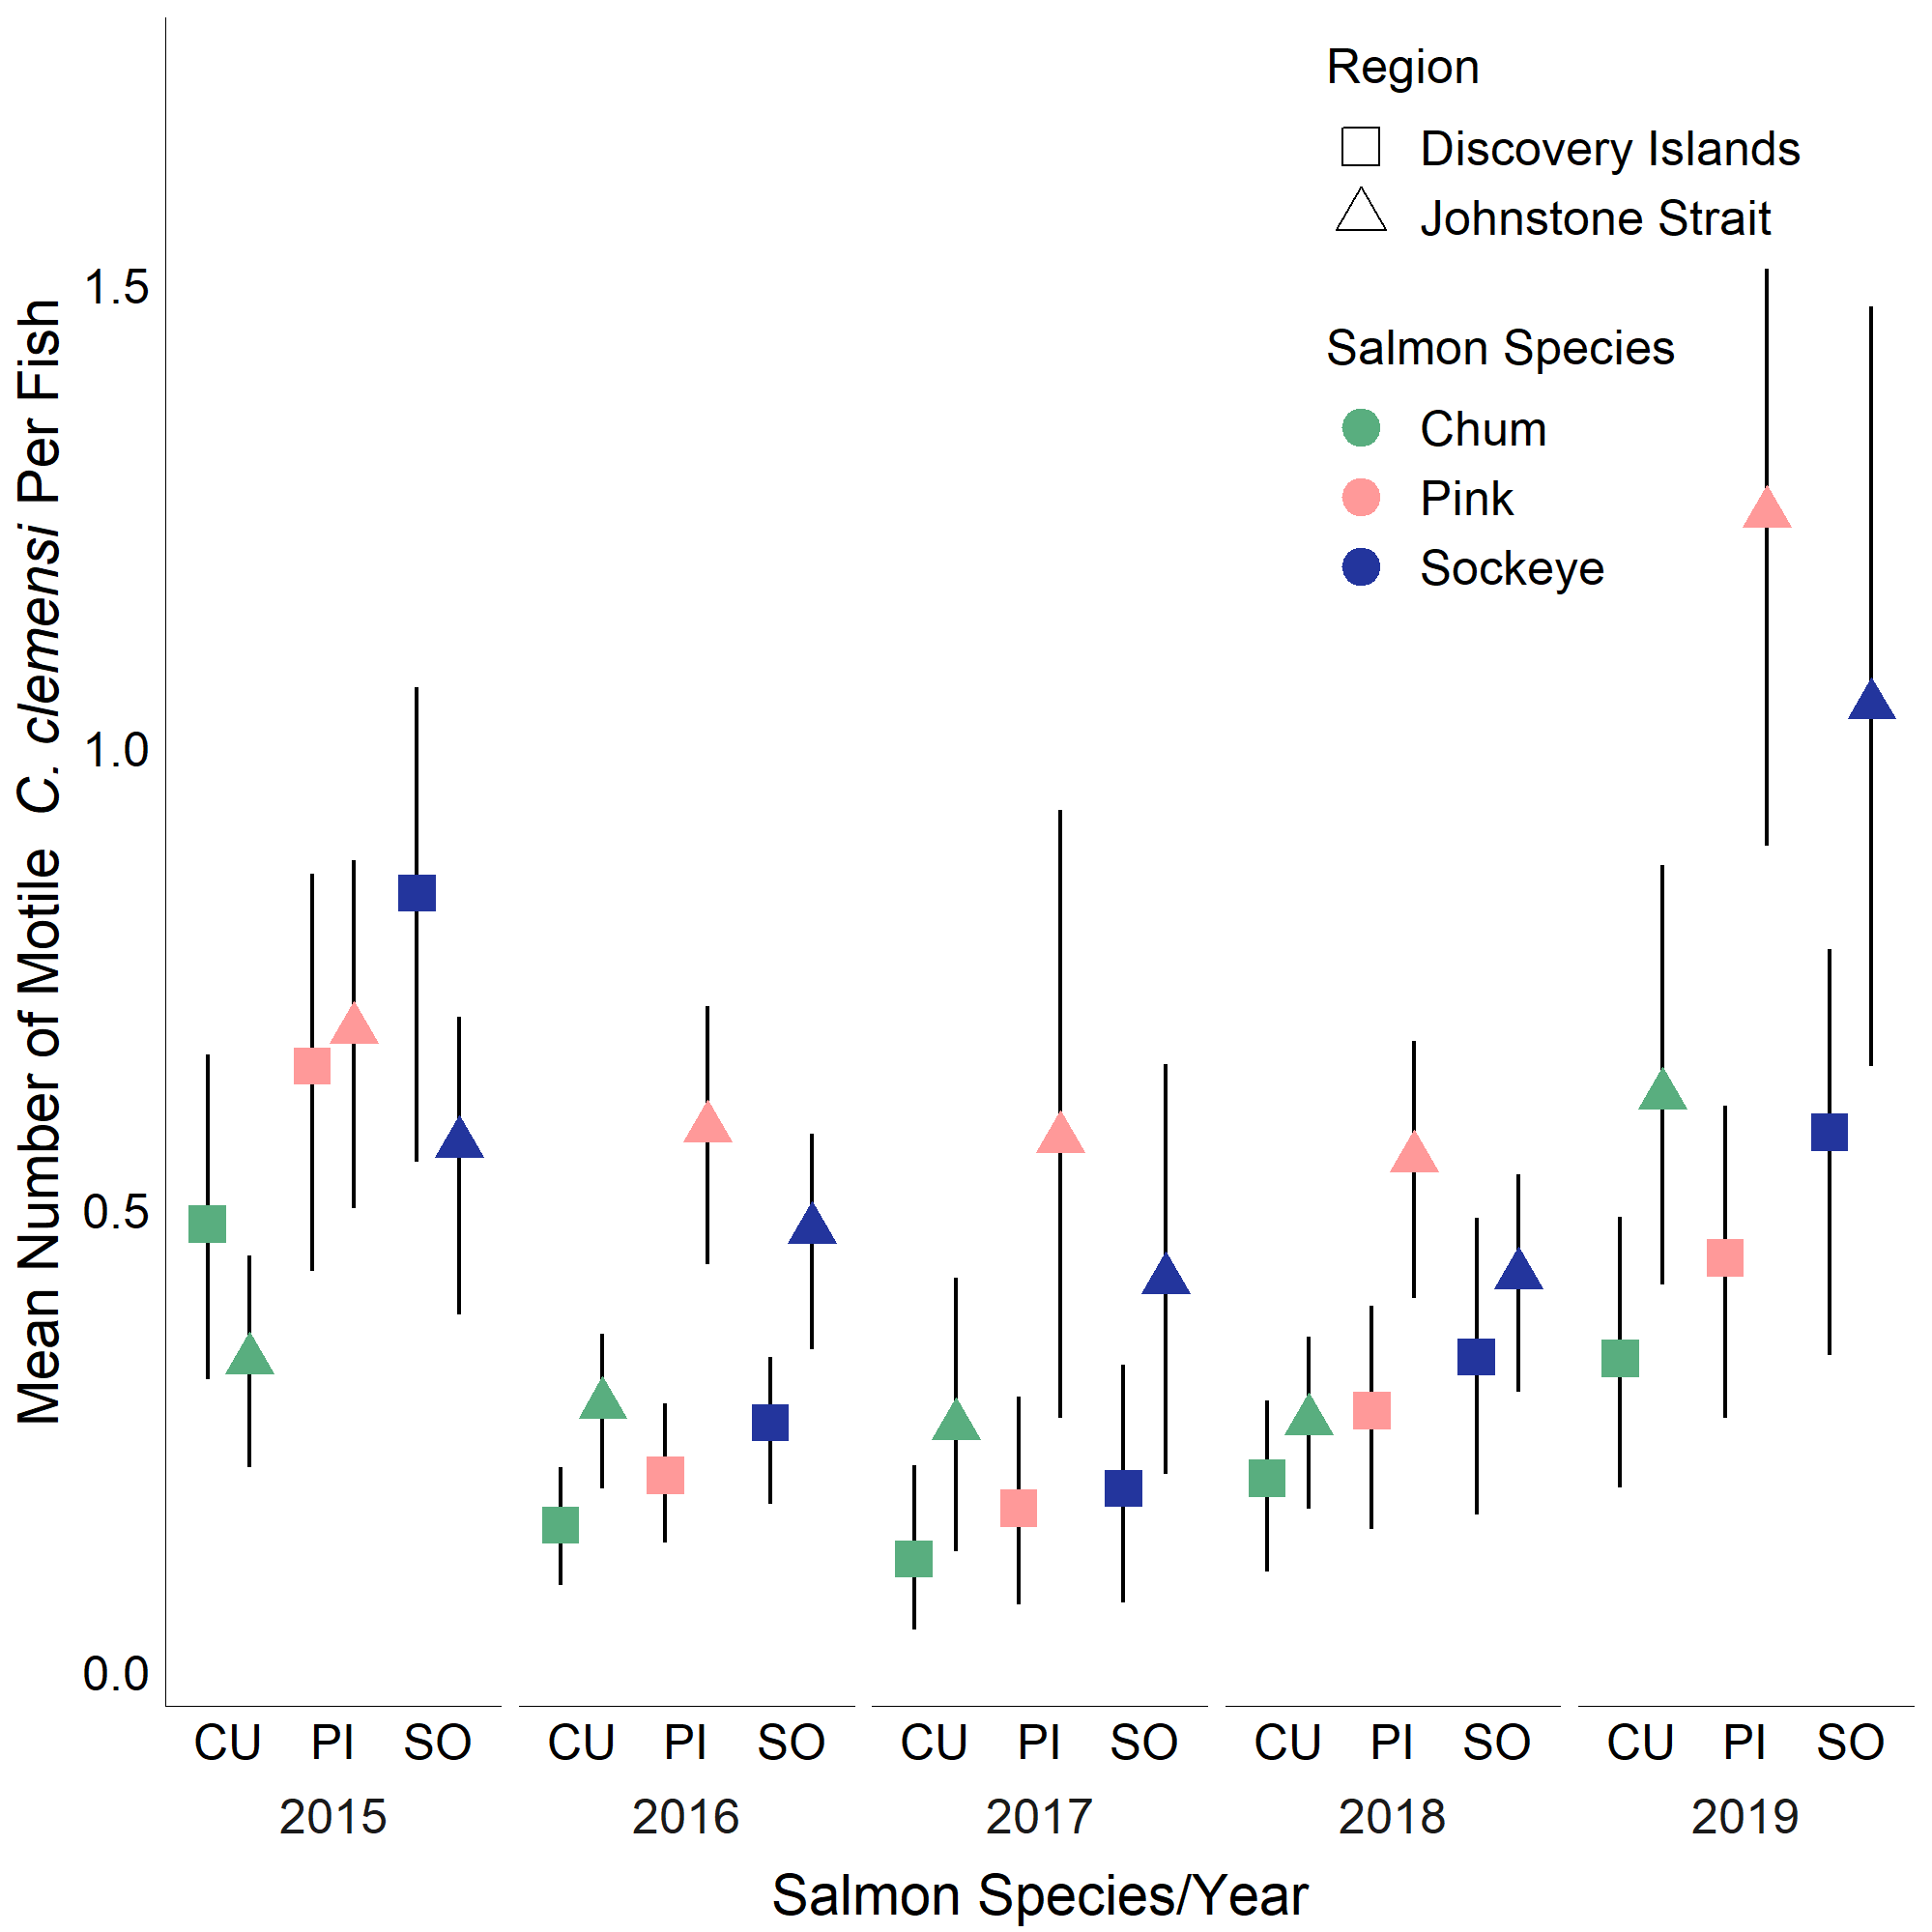 Region
Discovery Islands
Johnstone Strait
Salmon Species
Chum
Pink
Sockeye
Mean Number of Motile C. clemensi Per Fish
1.5
1.0
0.5
0.0
CU PI SO CU PI SO CU PI SO CU PI SO CU PI SO
2015 2016 2017 2018 2019
Salmon Species/Year